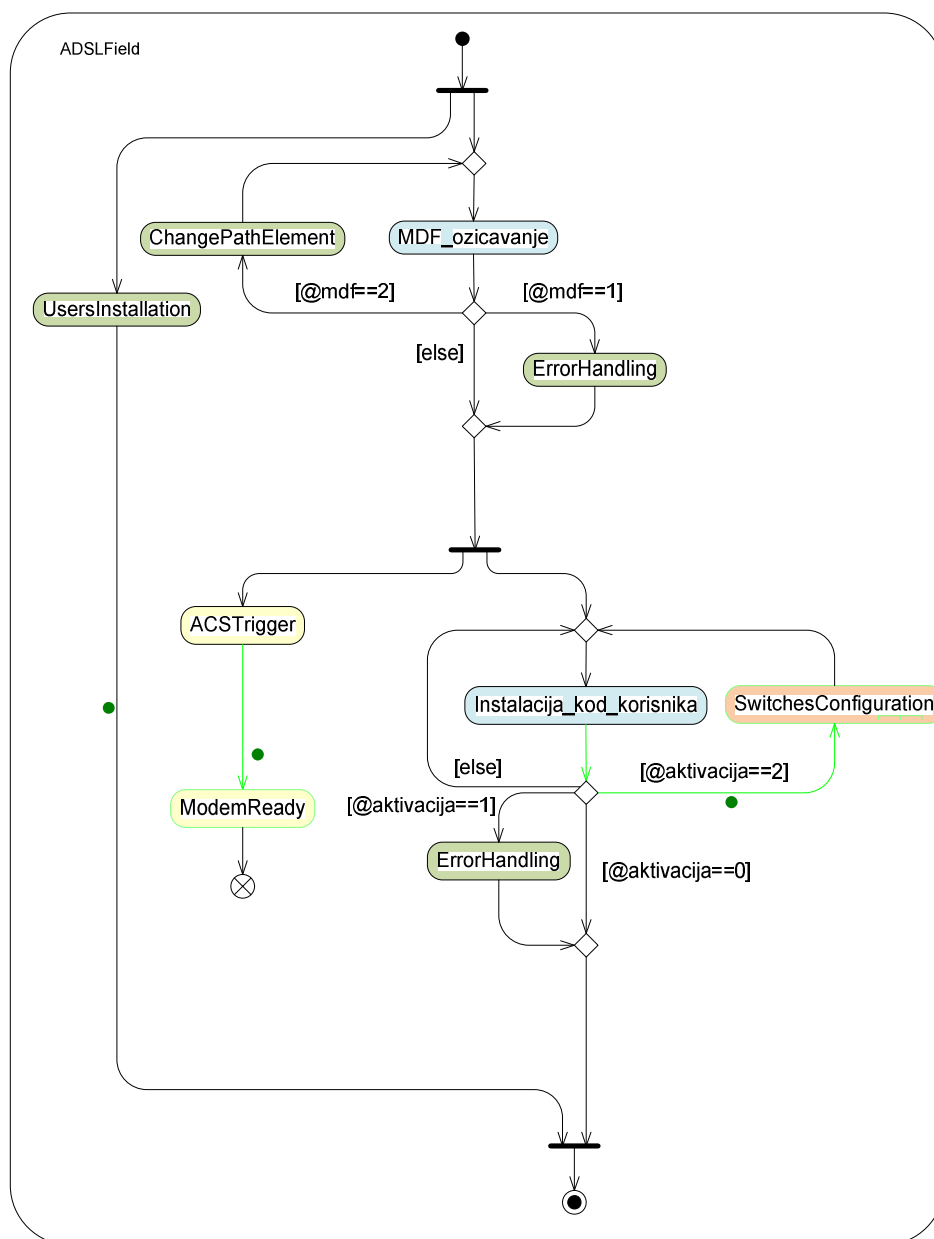 ADSLField
ChangePathElement
MDF_ozicavanje
[@mdf==2]
[@mdf==1]
UsersInstallation
[else]
ErrorHandling
ACSTrigger
Instalacija_kod_korisnika
SwitchesConfiguration
[else]
[@aktivacija==2]
ModemReady
[@aktivacija==1]
ErrorHandling
[@aktivacija==0]